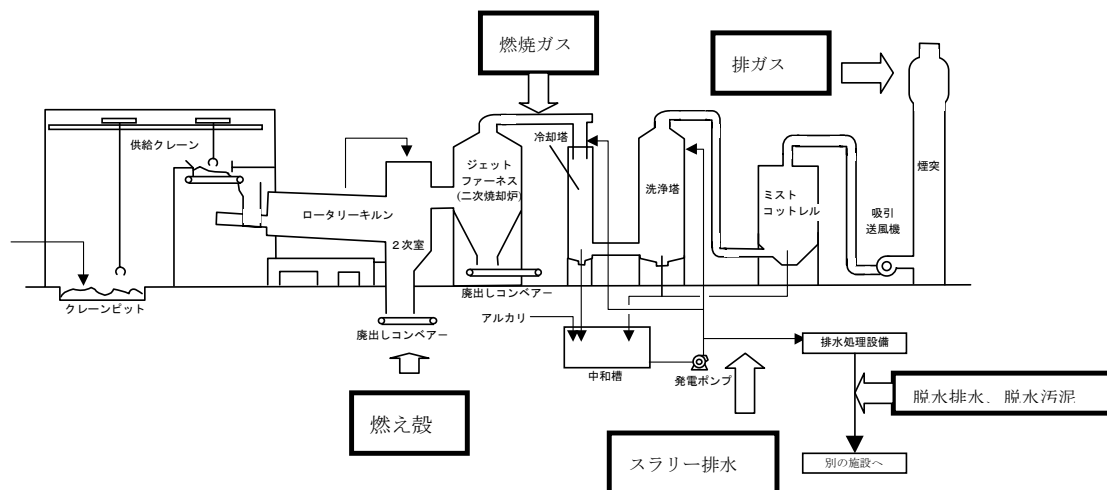 燃焼ガス
排ガス
供給クレーン
冷却塔
ジェット
ファーネス
(二次焼却炉)
洗浄塔
煙突
ミスト
コットレル
吸引
送風機
ロータリーキルン
２次室
クレーンピット
廃出しコンベアー
廃出しコンベアー
アルカリ
中和槽
発電ポンプ
排水処理設備
燃え殻
脱水排水、脱水汚泥
スラリー排水
別の施設へ